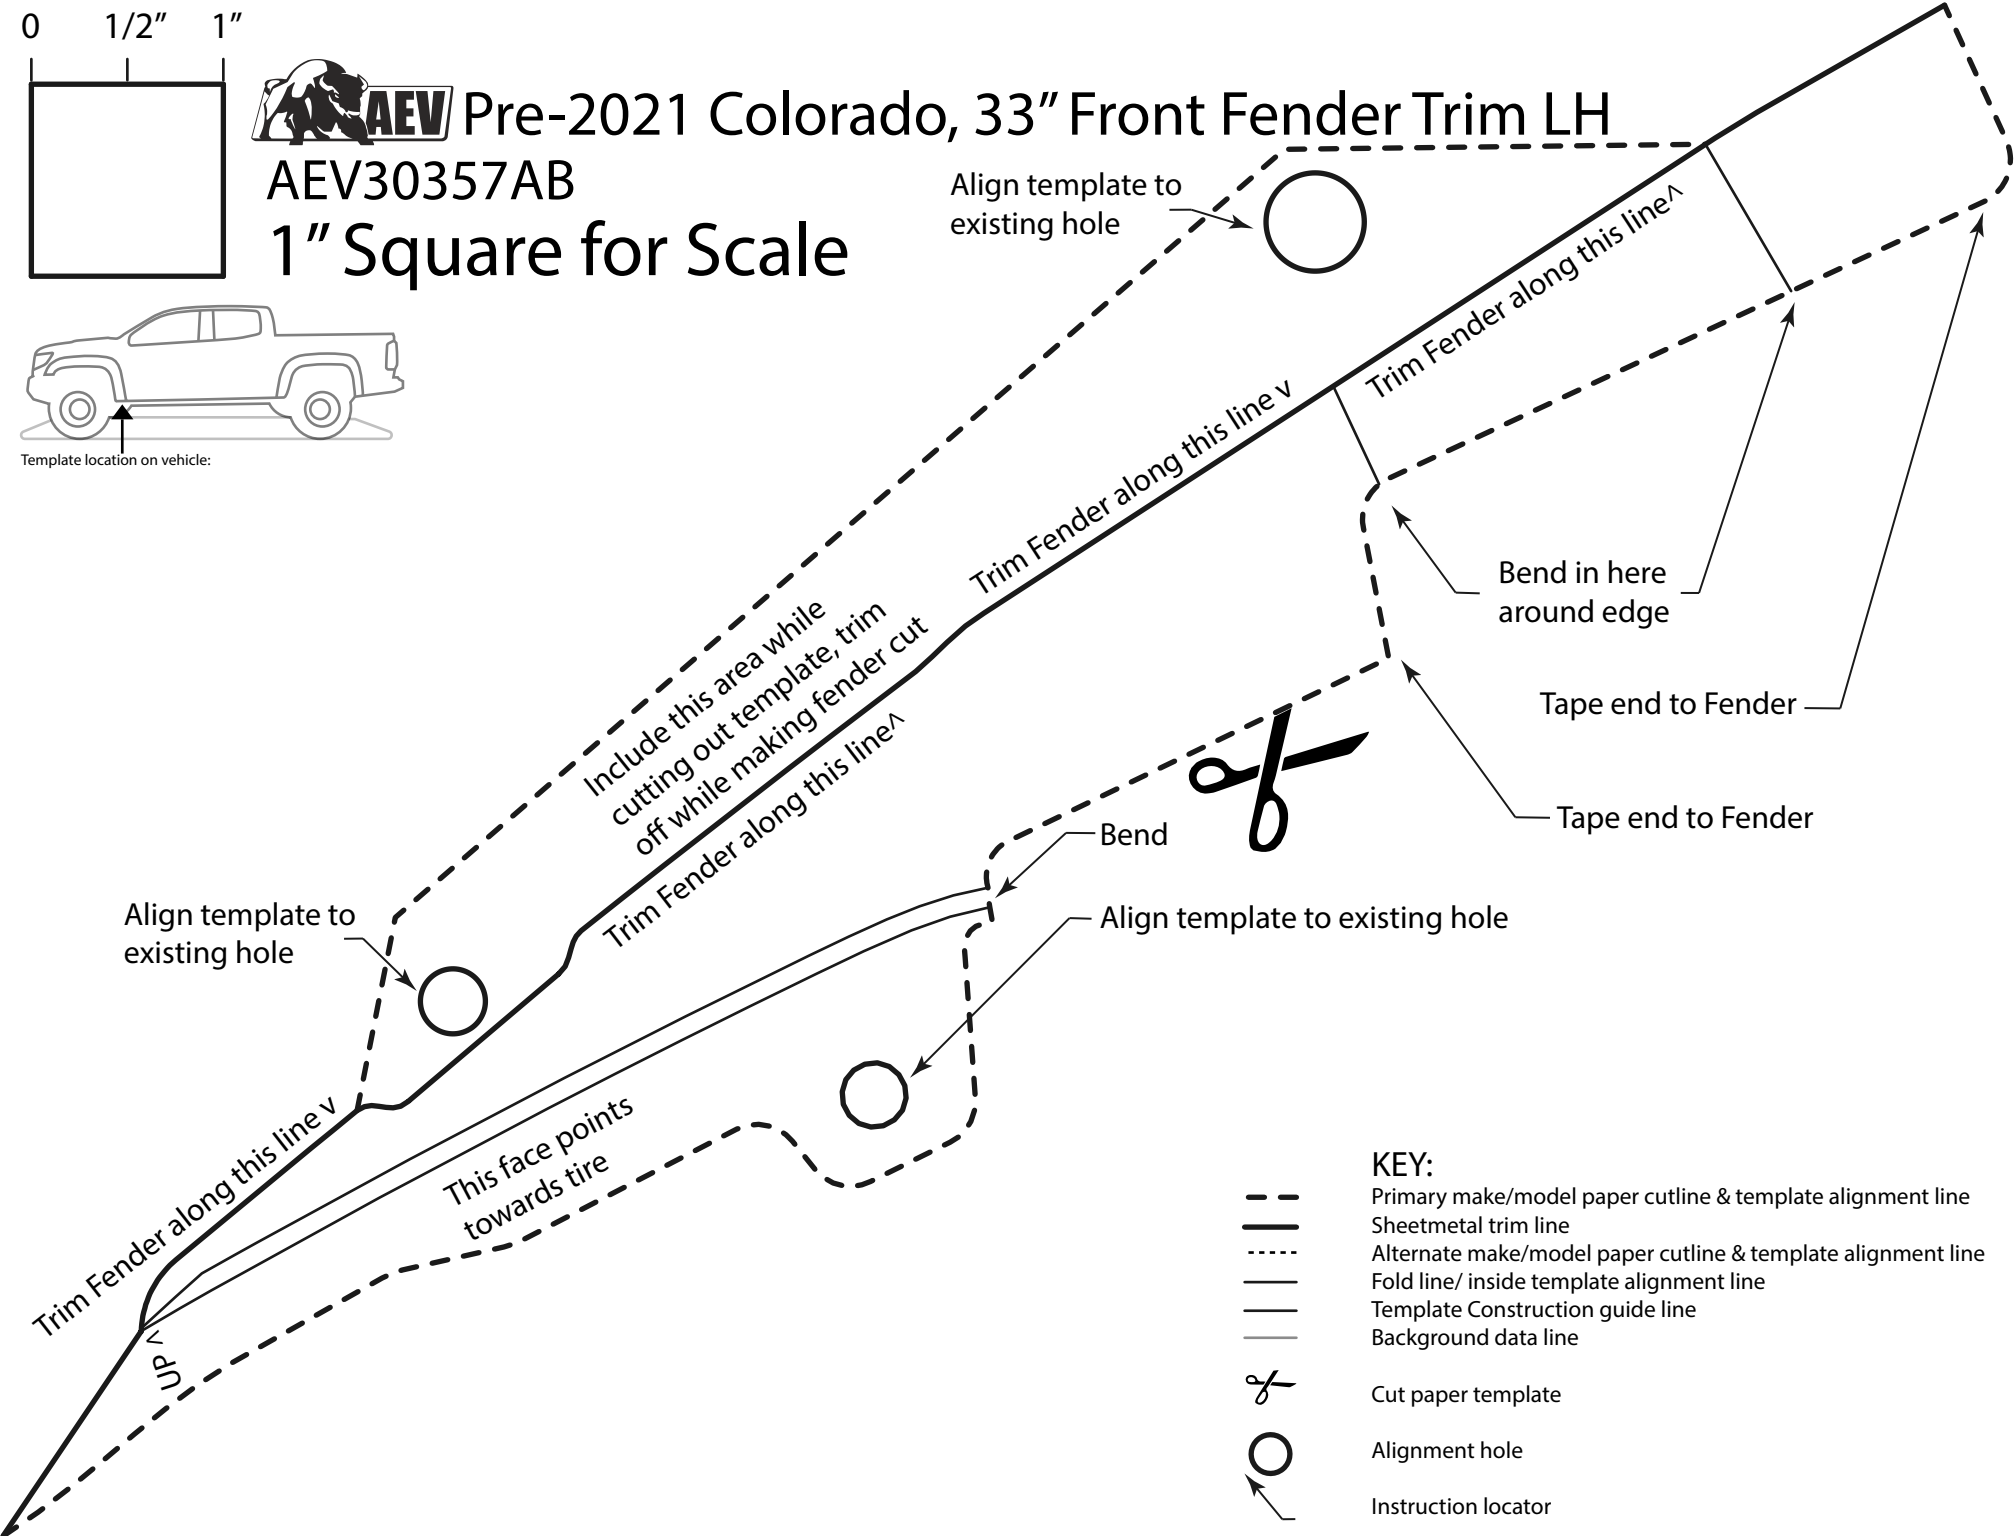 0 1/2” 1”
AEV Pre-2021 Colorado, 33” Front Fender Trim LH
AEV30357AB
1” Square for Scale
Template location on vehicle:
Align template to
existing hole
Trim Fender along this line^
Trim Fender along this line v
Bend in here
around edge
Include this area while
cutting out template, trim
off while making fender cut
Tape end to Fender
Trim Fender along this line^
Tape end to Fender
Bend
Align template to
existing hole
Align template to existing hole
Trim Fender along this line v
This face points
towards tire
UP ^
KEY:
Primary make/model paper cutline & template alignment line
Sheetmetal trim line
Alternate make/model paper cutline & template alignment line
Fold line/ inside template alignment line
Template Construction guide line
Background data line
Cut paper template
Alignment hole
Instruction locator